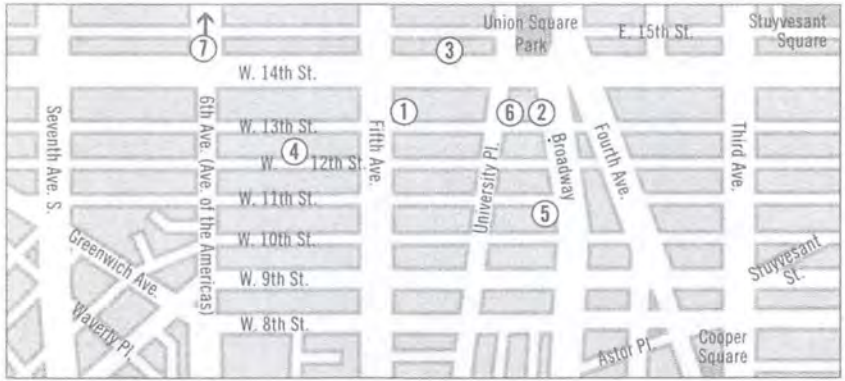 Union Square
Park
E. 15th St.
Stuyvesant
Square
7
3
W. 14th St.
Seventh Ave. S.
6th Ave. (Ave. of the Americas)
W. 13th St.
Fifth Ave.
1
6
2
University Pl.
Broadway
Fourth Ave.
Third Ave.
4
W. 12th St.
W. 11th St.
5
W. 10th St.
Greenwich Ave.
W. 9th St.
Stuyvesant
St.
Waverly Pl.
W. 8th St.
Astor Pl.
Cooper
Square